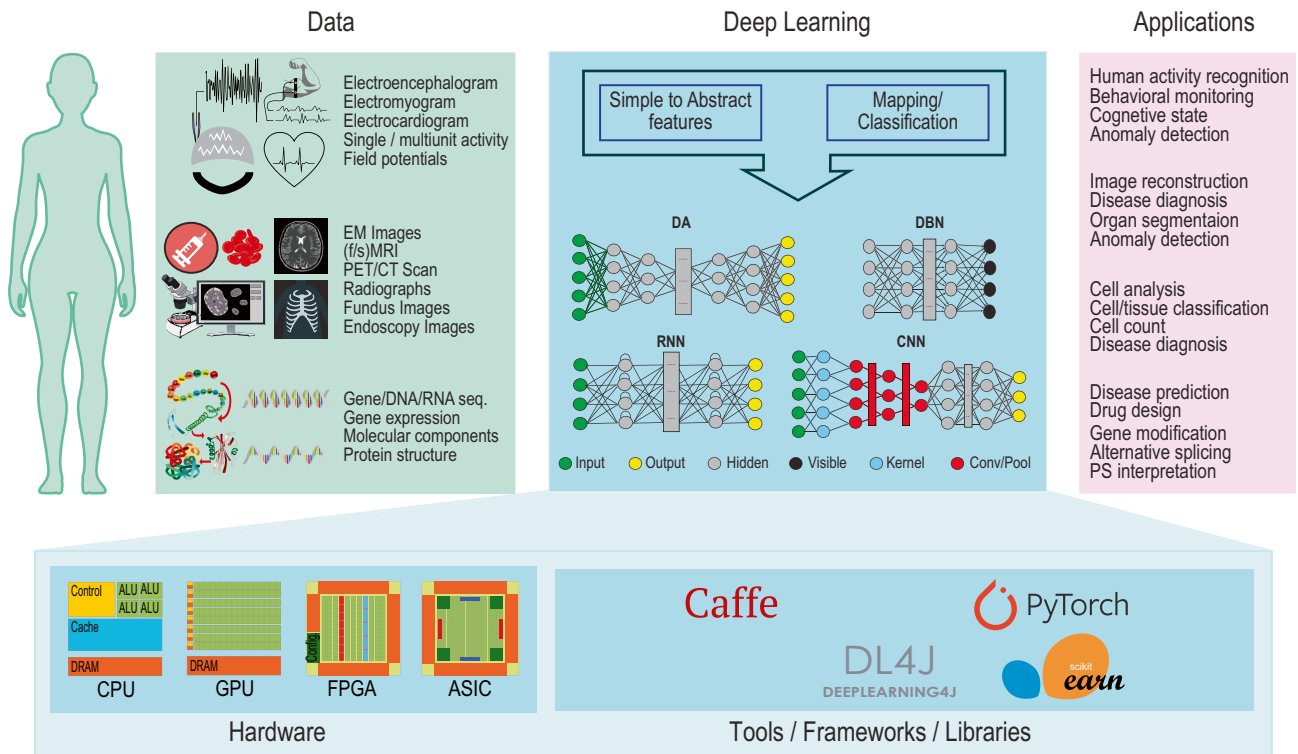 Data
Deep Learning
Applications
Electroencephalogram
Electromyogram
Electrocardiogram
Single / multiunit activity
Field potentials
EM Images
(f/s)MRI
PET/CT Scan
Radiographs
Fundus Images
Endoscopy Images
Gene/DNA/RNA seq.
Gene expression
Molecular components
Protein structure
Simple to Abstract
features
Mapping/
Classification
DA
DBN
RNN
CNN
Input
Output
Hidden
Visible
Kernel
Conv/Pool
Human activity recognition
Behavioral monitoring
Cognetive state
Anomaly detection
Image reconstruction
Disease diagnosis
Organ segmentaion
Anomaly detection
Cell analysis
Cell/tissue classification
Cell count
Disease diagnosis
Disease prediction
Drug design
Gene modification
Alternative splicing
PS interpretation
Control
ALU ALU
ALU ALU
Cache
DRAM
CPU
DRAM
GPU
Config.
FPGA
ASIC
Hardware
Caffe
PyTorch
DL4J
DEEPLEARNING4J
scikit
earn
Tools / Frameworks / Libraries